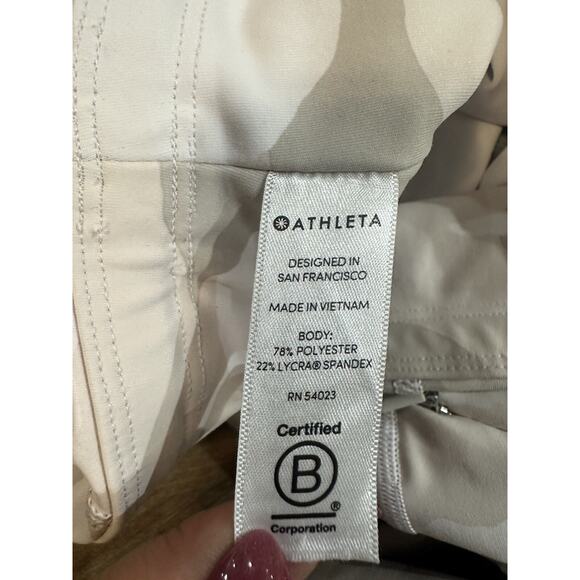 ATHLETA
DESIGNED IN
SAN FRANCISCO
MADE IN VIETNAM
BODY:
78% POLYESTER
22% LYCRA® SPANDEX
RN 54023
Certified
B
®
Corporation